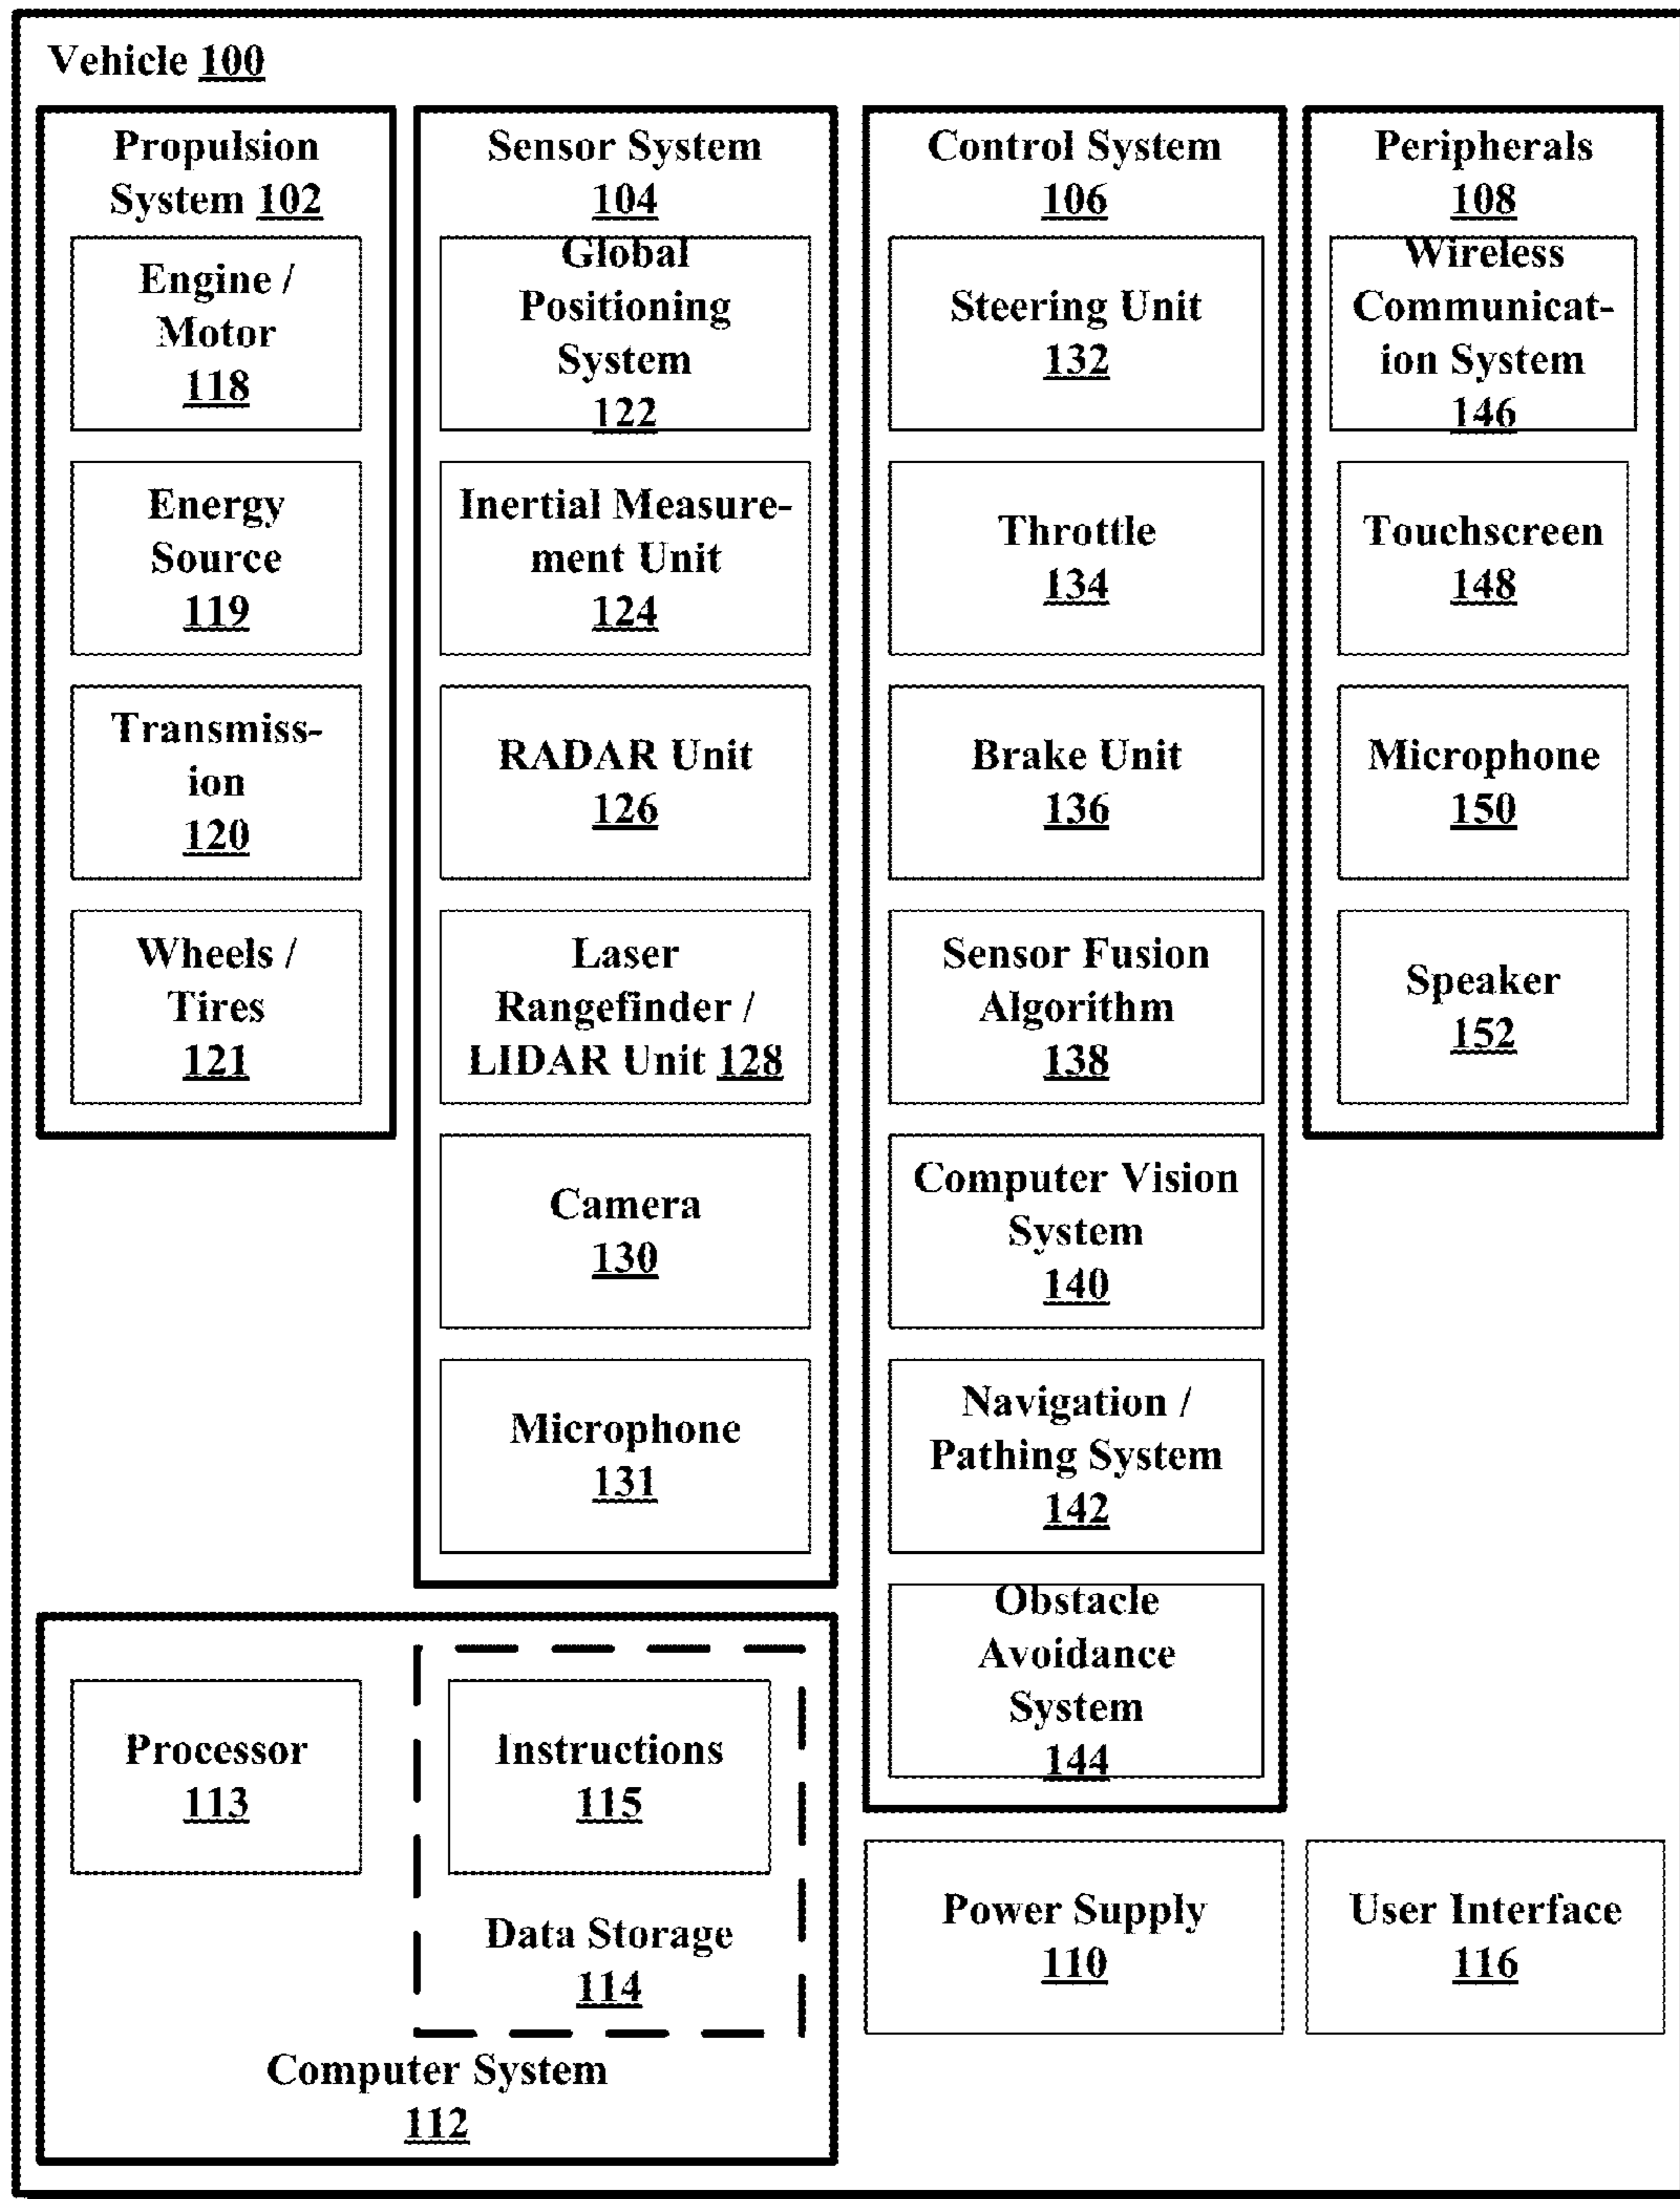 Vehicle 100
Propulsion
System 102
Engine /
Motor
118
Energy
Source
119
Transmiss-
ion
120
Wheels /
Tires
121
Sensor System
104
Global
Positioning
System
122
Inertial Measure-
ment Unit
124
RADAR Unit
126
Laser
Rangefinder /
LIDAR Unit 128
Camera
130
Microphone
131
Control System
106
Steering Unit
132
Throttle
134
Brake Unit
136
Sensor Fusion
Algorithm
138
Computer Vision
System
140
Navigation /
Pathing System
142
Obstacle
Avoidance
System
144
Peripherals
108
Wireless
Communicat-
ion System
146
Touchscreen
148
Microphone
150
Speaker
152
Processor
113
Instructions
115
Data Storage
114
Computer System
112
Power Supply
110
User Interface
116